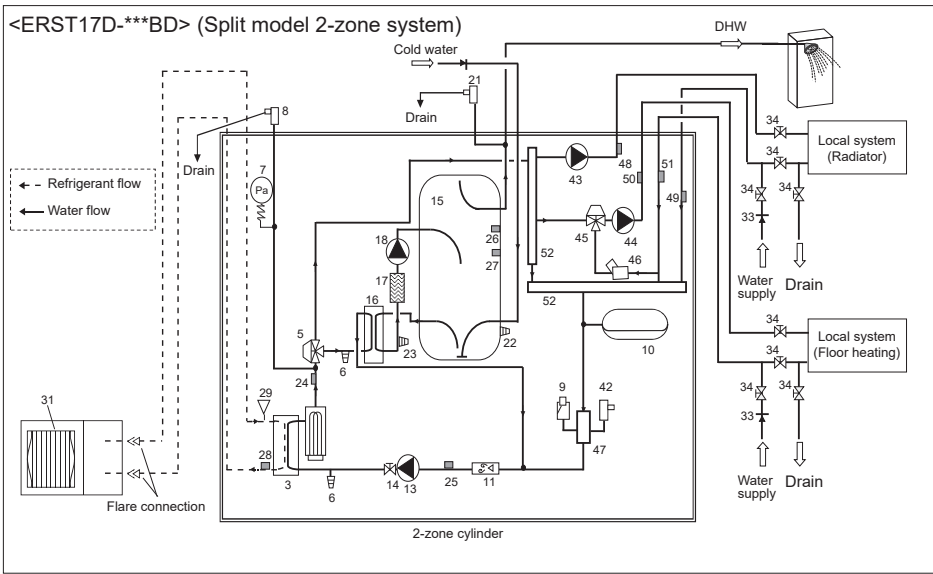 <ERST17D-***BD> (Split model 2-zone system)
DHW
Cold water
21
Drain
8
Drain
7
Pa
Refrigerant flow
Water flow
34
Local system
(Radiator)
34
34
34
33
Water
supply
Drain
43
48
50
51
49
15
18
26
27
45
44
46
52
52
17
16
5
6
23
22
10
24
29
31
9
42
47
34
Local system
(Floor heating)
34
34
34
33
Water
supply
Drain
28
3
6
14
13
25
11
Flare connection
2-zone cylinder